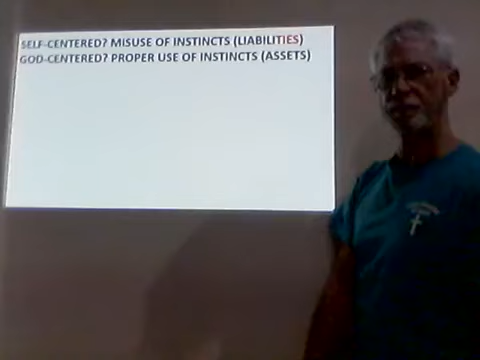 SELF-CENTERED? MISUSE OF INSTINCTS (LIABILITIES)
GOD-CENTERED? PROPER USE OF INSTINCTS (ASSETS)